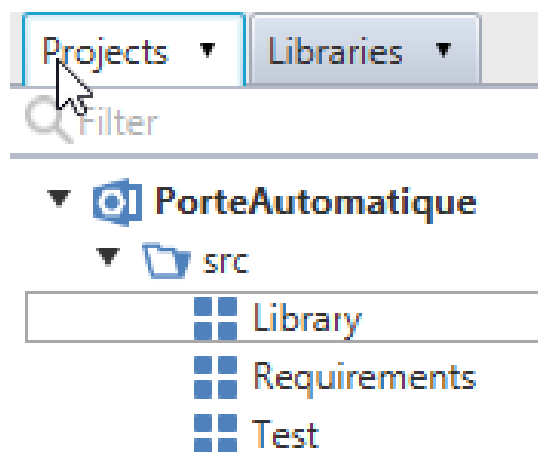 Projects Libraries
Filter
PorteAutomatique
src
Library
Requirements
Test